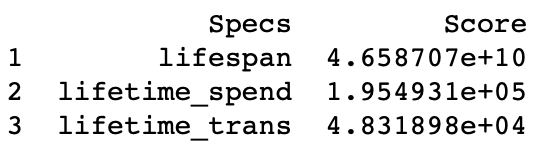 Specs Score
1 lifespan 4.658707e+10
2 lifetime_spend 1.954931e+05
3 lifetime_trans 4.831898e+04